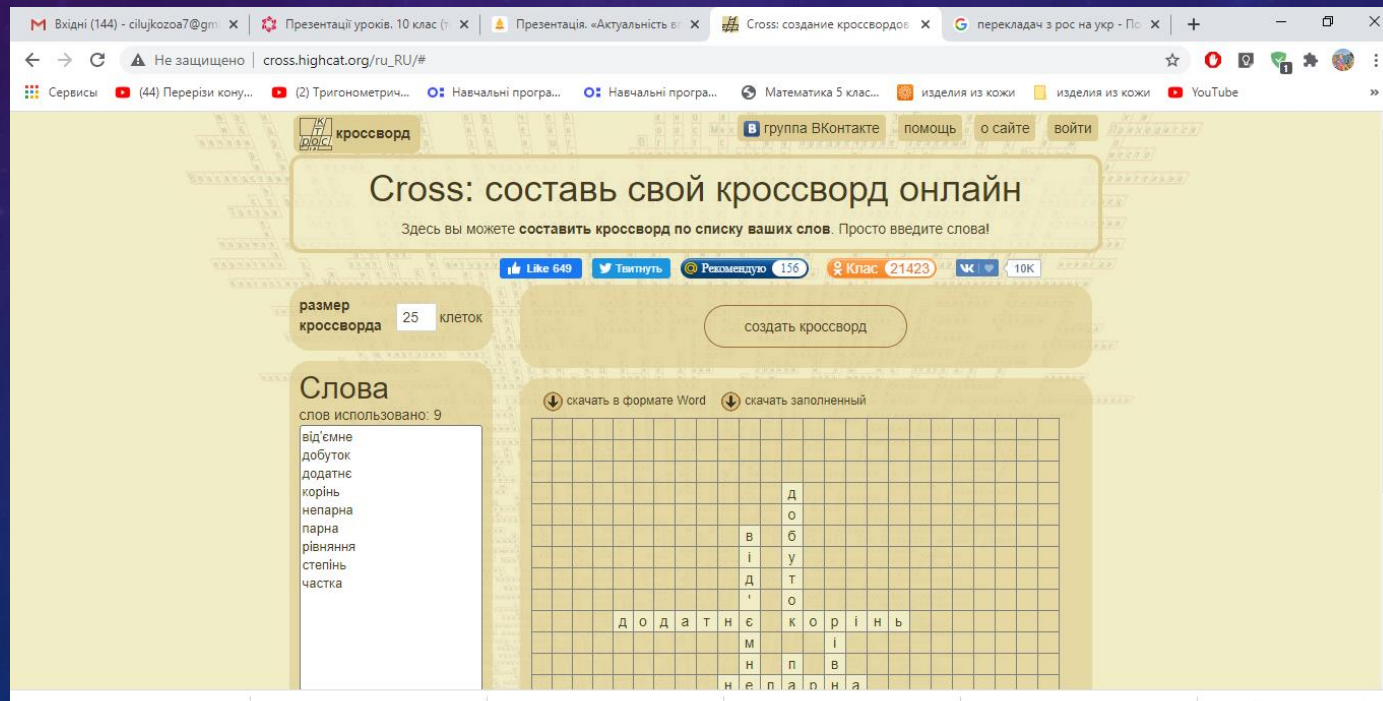 Вхідні (144) - cilujkozoa7@gm
Презентації уроків. 10 клас (т
Презентація. «Актуальність в
Cross: создание кроссвордов
перекладач з рос на укр - По
Не защищено | cross.highcat.org/ru_RU/#
Сервисы
(44) Перерізи кону...
(2) Тригонометрич...
Навчальні програ...
Навчальні програ...
Математика 5 клас...
изделия из кожи
изделия из кожи
YouTube
кроссворд
группа ВКонтакте
помощь
о сайте
войти
Cross: составь свой кроссворд онлайн
Здесь вы можете составить кроссворд по списку ваших слов. Просто введите слова!
Like 649
Твитнуть
Рекомендую 156
Клас 21423
10K
размер
кроссворда 25 клеток
создать кроссворд
Слова
слов использовано: 9
від'ємне
добуток
додатнє
корінь
непарна
парна
рівняння
степінь
частка
скачать в формате Word
скачать заполненный
д
о
в б
і у
д т
' о
д о д а т н є к о р і н ь
м і
н п в
н е п а р н а